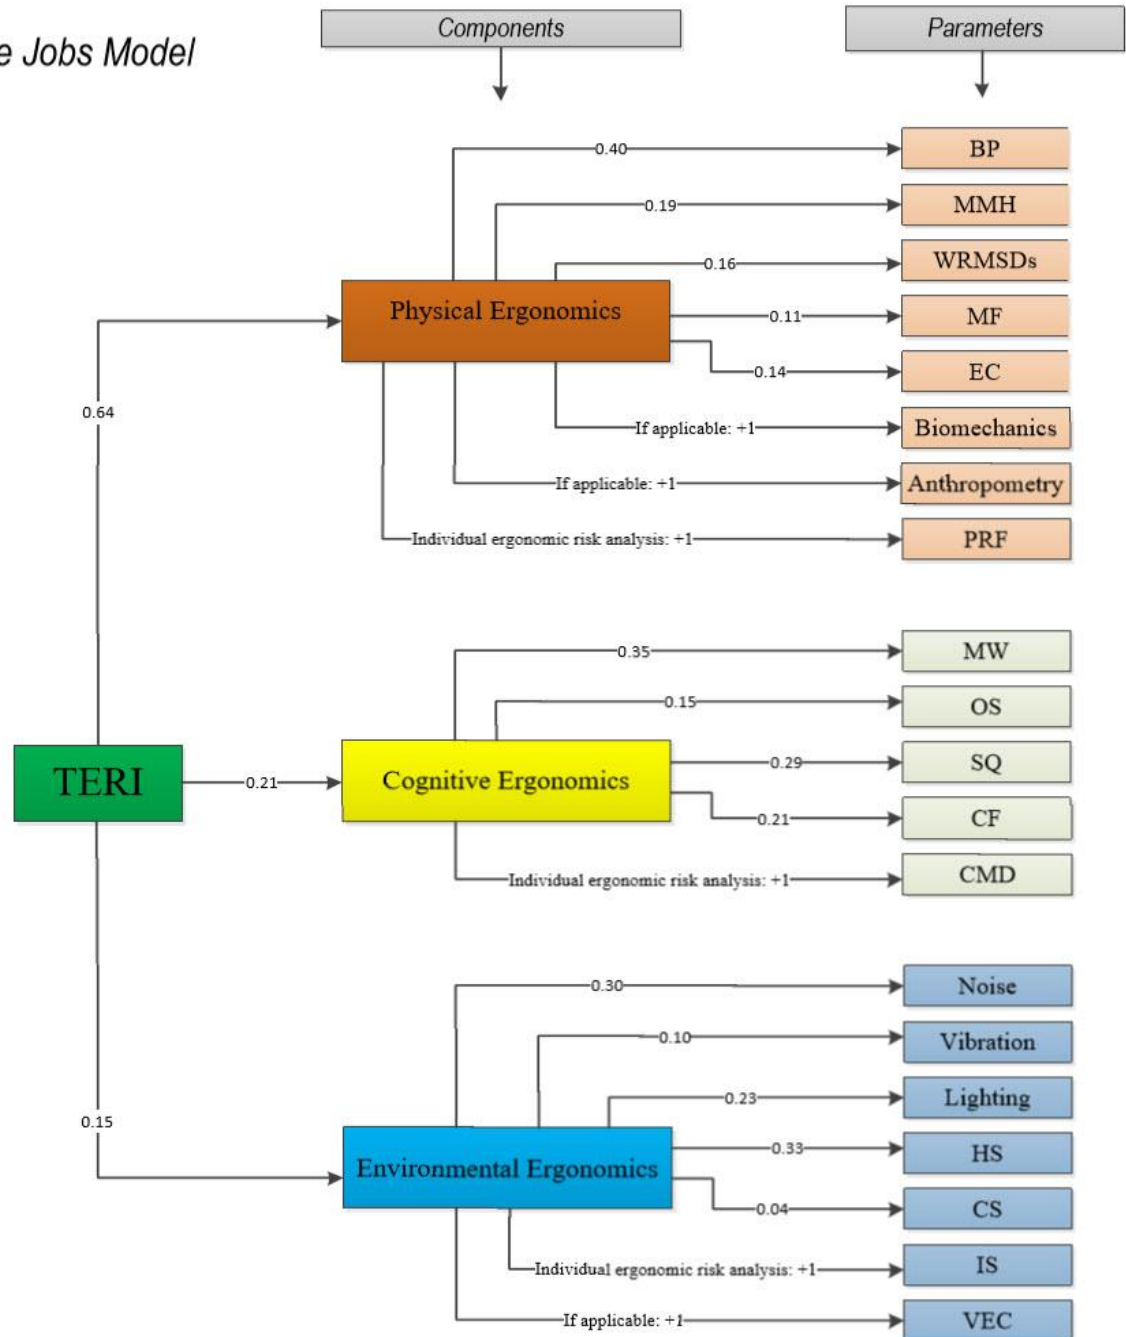 Components
Parameters
e Jobs Model
0.40
BP
0.19
MMH
0.16
WRMSDs
Physical Ergonomics
0.11
MF
0.14
EC
0.64
If applicable: +1
Biomechanics
If applicable: +1
Anthropometry
Individual ergonomic risk analysis: +1
PRF
0.35
MW
0.15
OS
TERI
0.21
Cognitive Ergonomics
0.29
SQ
0.21
CF
Individual ergonomic risk analysis: +1
CMD
0.30
Noise
0.10
Vibration
0.23
Lighting
0.15
Environmental Ergonomics
0.33
HS
0.04
CS
Individual ergonomic risk analysis: +1
IS
If applicable: +1
VEC